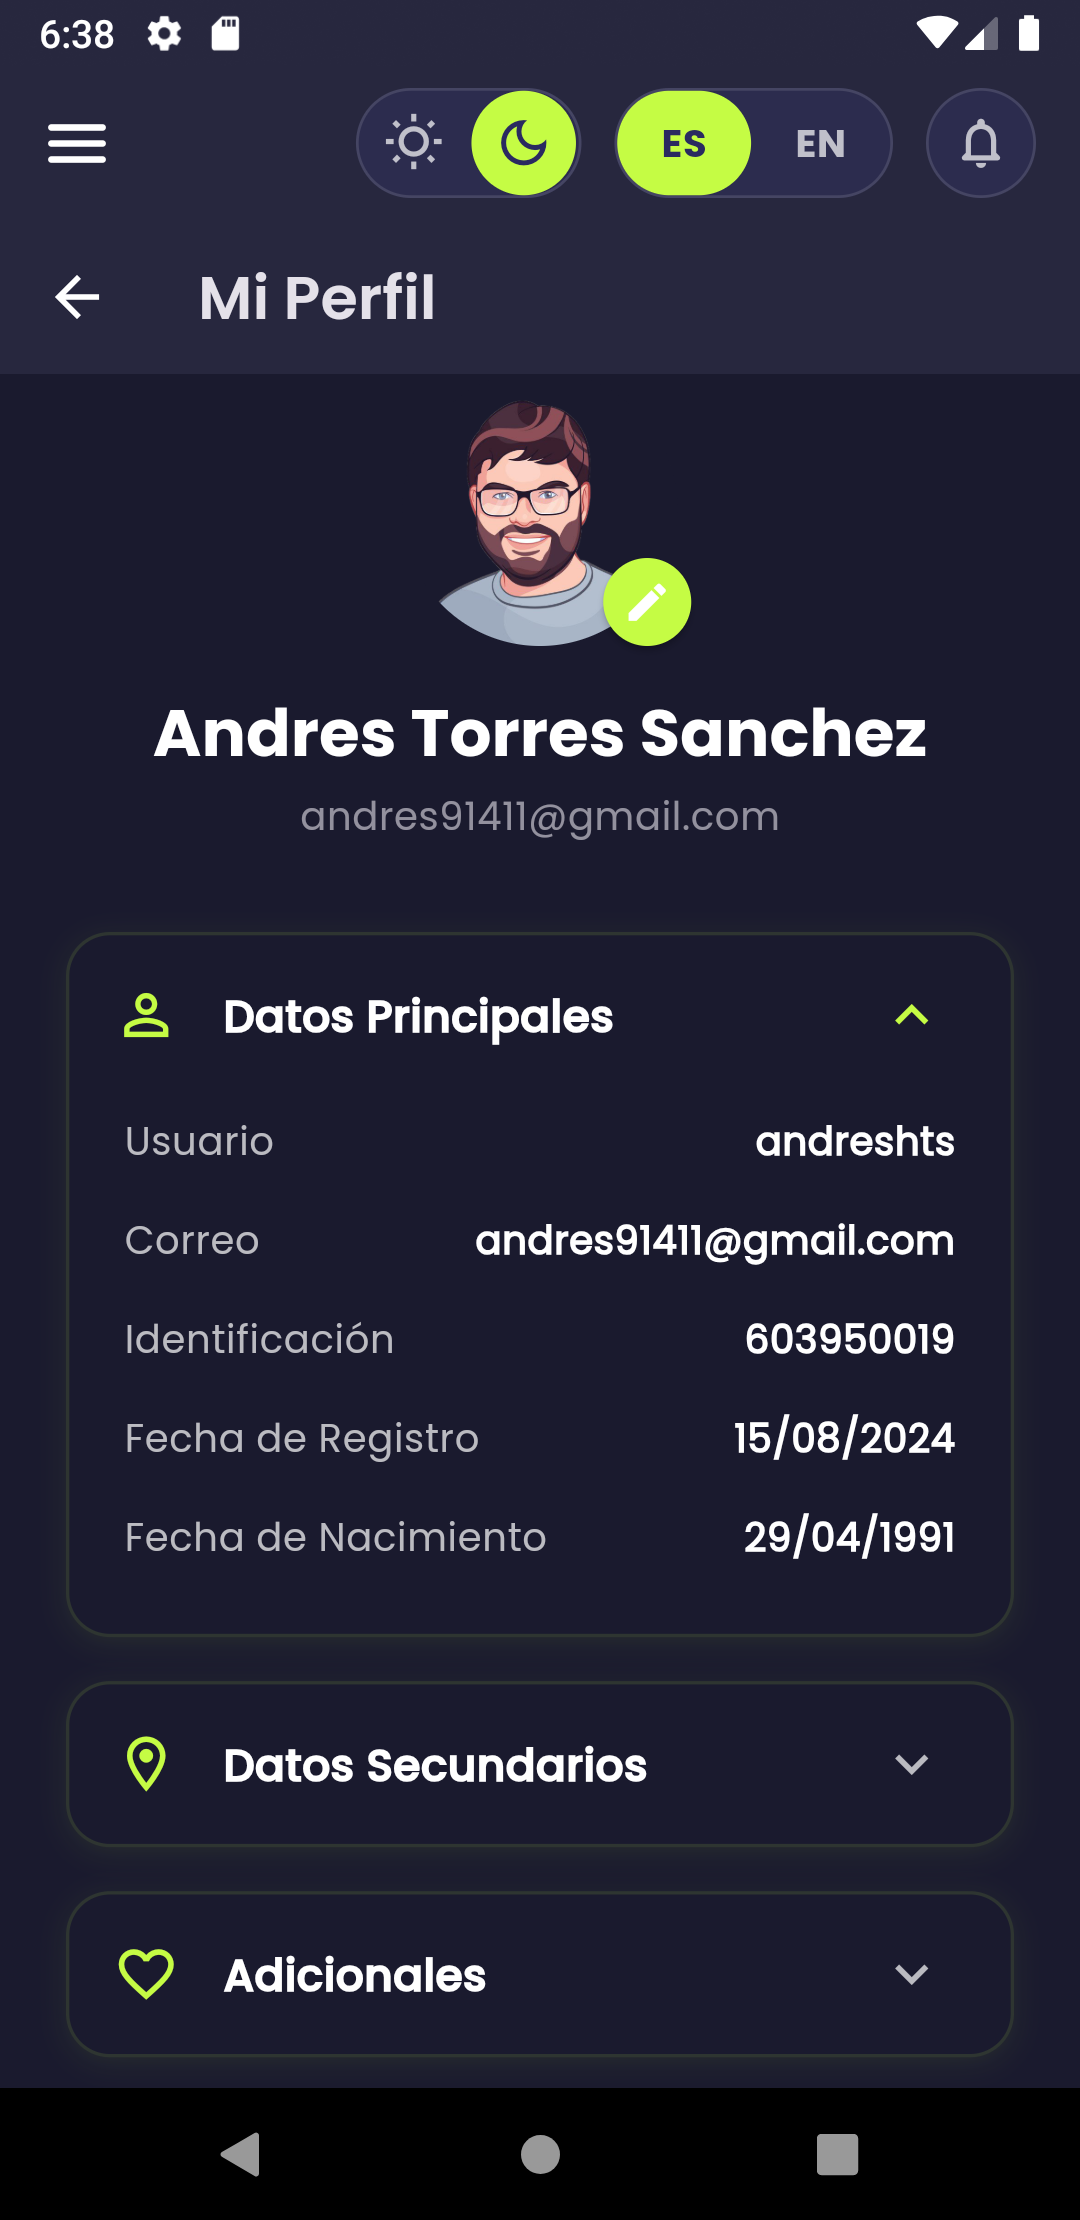 6:38
ES EN
Mi Perfil
Andres Torres Sanchez
andres91411@gmail.com
Datos Principales
Usuario andreshts
Correo andres91411@gmail.com
Identificación 603950019
Fecha de Registro 15/08/2024
Fecha de Nacimiento 29/04/1991
Datos Secundarios
Adicionales